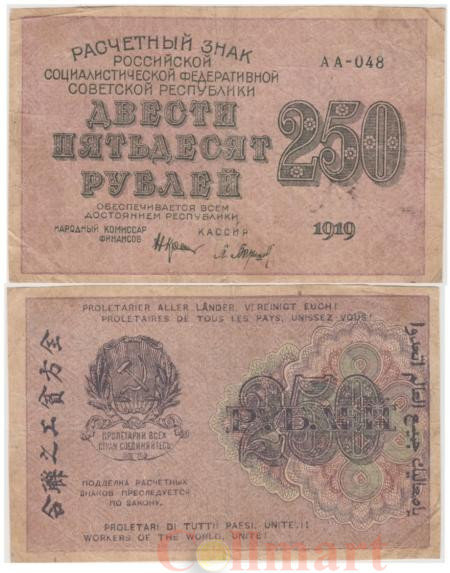 РАСЧЕТНЫЙ ЗНАК
РОССИЙСКОЙ
СОЦИАЛИСТИЧЕСКОЙ ФЕДЕРАТИВНОЙ
СОВЕТСКОЙ РЕСПУБЛИКИ
АА-048
ДВЕСТИ
ПЯТЬДЕСЯТ
РУБЛЕЙ
250
ОБЕСПЕЧИВАЕТСЯ ВСЕМ
ДОСТОЯНИЕМ РЕСПУБЛИКИ
НАРОДНЫЙ КОМИССАР
ФИНАНСОВ
КАССИР
1919
PROLETARIER ALLER LÄNDER, VEREINIGT EUCH!
PROLETAIRES DE TOUS LES PAYS, UNISSEZ-VOUS!
ПРОЛЕТАРИИ ВСЕХ
СТРАН СОЕДИНЯЙТЕСЬ
250
РУБЛЕЙ
ПОДДЕЛКА РАСЧЕТНЫХ
ЗНАКОВ ПРЕСЛЕДУЕТСЯ
ПО ЗАКОНУ.
PROLETARI DI TUTTI PAESI, UNITE.!!
WORKERS OF THE WORLD, UNITE!
Collmart